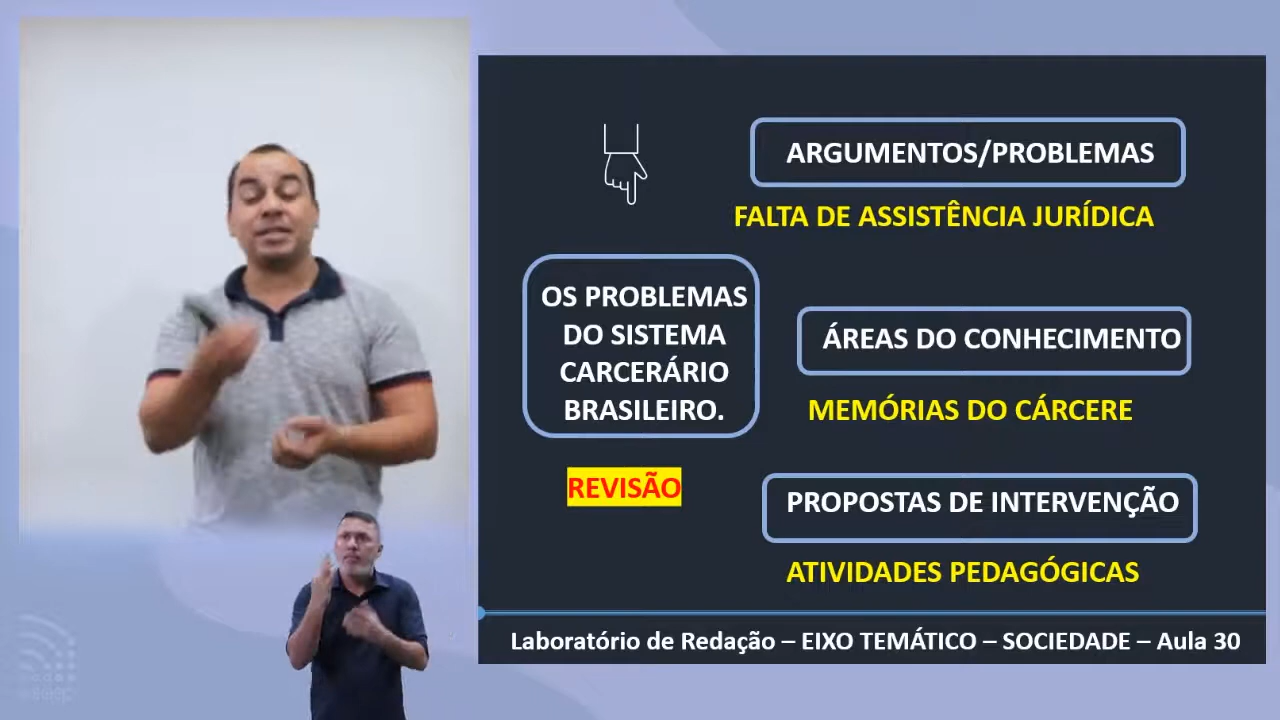 ARGUMENTOS/PROBLEMAS
FALTA DE ASSISTÊNCIA JURÍDICA
OS PROBLEMAS
DO SISTEMA
CARCERÁRIO
BRASILEIRO.
ÁREAS DO CONHECIMENTO
MEMÓRIAS DO CÁRCERE
REVISÃO
PROPOSTAS DE INTERVENÇÃO
ATIVIDADES PEDAGÓGICAS
Laboratório de Redação – EIXO TEMÁTICO – SOCIEDADE – Aula 30